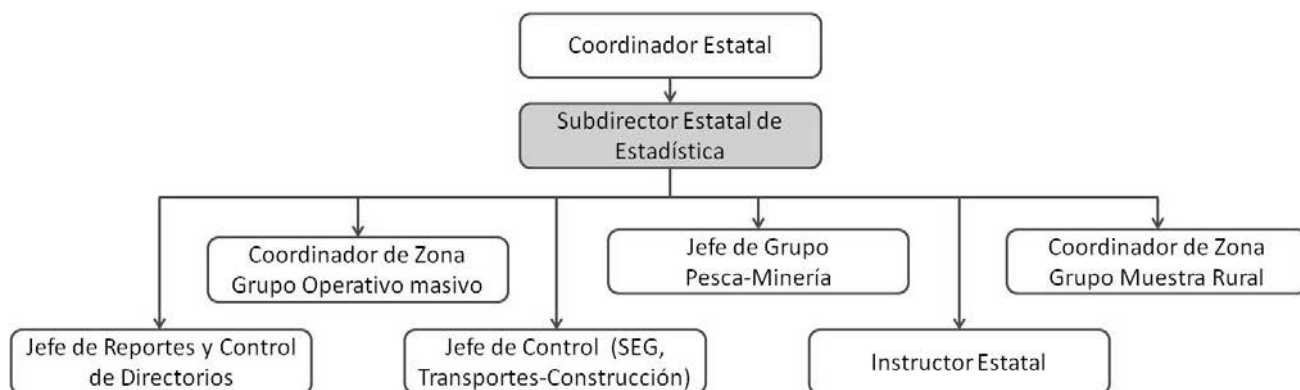 Coordinador Estatal
Subdirector Estatal de
Estadística
Coordinador de Zona
Grupo Operativo masivo
Jefe de Grupo
Pesca-Minería
Coordinador de Zona
Grupo Muestra Rural
Jefe de Reportes y Control
de Directorios
Jefe de Control (SEG,
Transportes-Construcción)
Instructor Estatal